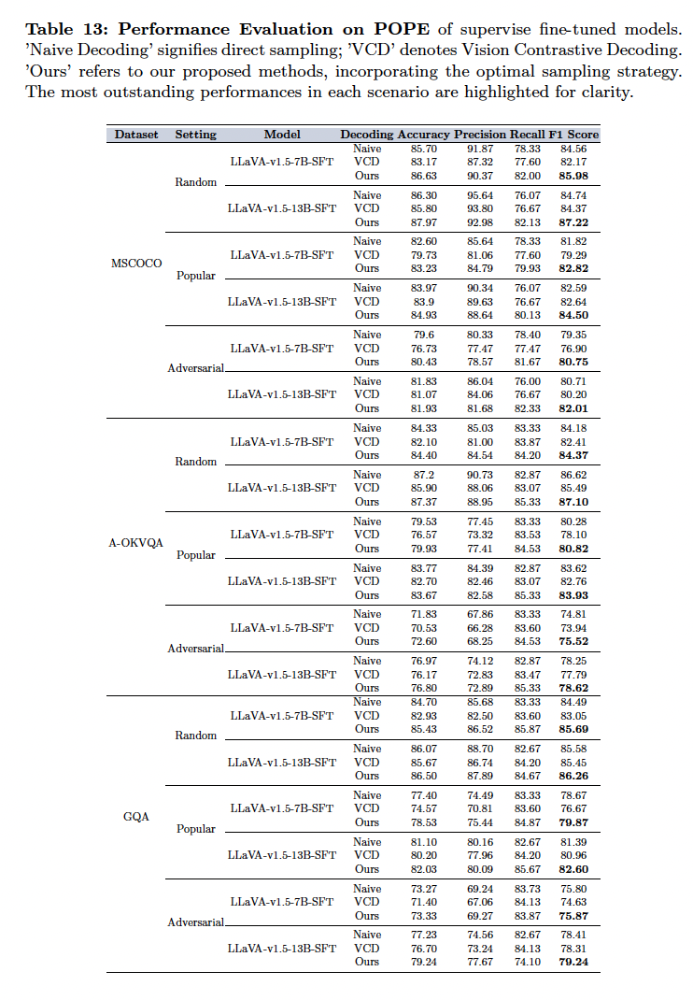 Table 13: Performance Evaluation on POPE of supervise fine-tuned models.
'Naive Decoding' signifies direct sampling; 'VCD' denotes Vision Contrastive Decoding.
'Ours' refers to our proposed methods, incorporating the optimal sampling strategy.
The most outstanding performances in each scenario are highlighted for clarity.
Dataset Setting Model Decoding Accuracy Precision Recall F1 Score
MSCOCO Random LLaVA-v1.5-7B-SFT Naive 85.70 91.87 78.33 84.56
VCD 83.17 87.32 77.60 82.17
Ours 86.63 90.37 82.00 85.98
LLaVA-v1.5-13B-SFT Naive 86.30 95.64 76.07 84.74
VCD 85.80 93.80 76.67 84.37
Ours 87.97 92.98 82.13 87.22
Popular LLaVA-v1.5-7B-SFT Naive 82.60 85.64 78.33 81.82
VCD 79.73 81.06 77.60 79.29
Ours 83.23 84.79 79.93 82.82
LLaVA-v1.5-13B-SFT Naive 83.97 90.34 76.07 82.59
VCD 83.9 89.63 76.67 82.64
Ours 84.93 88.64 80.13 84.50
Adversarial LLaVA-v1.5-7B-SFT Naive 79.6 80.33 78.40 79.35
VCD 76.73 77.47 77.47 76.90
Ours 80.43 78.57 81.67 80.75
LLaVA-v1.5-13B-SFT Naive 81.83 86.04 76.00 80.71
VCD 81.07 84.06 76.67 80.20
Ours 81.93 81.68 82.33 82.01
A-OKVQA Random LLaVA-v1.5-7B-SFT Naive 84.33 85.03 83.33 84.18
VCD 82.10 81.00 83.87 82.41
Ours 84.40 84.54 84.20 84.37
LLaVA-v1.5-13B-SFT Naive 87.2 90.73 82.87 86.62
VCD 85.90 88.06 83.07 85.49
Ours 87.37 88.95 85.33 87.10
Popular LLaVA-v1.5-7B-SFT Naive 79.53 77.45 83.33 80.28
VCD 76.57 73.32 83.53 78.10
Ours 79.93 77.41 84.53 80.82
LLaVA-v1.5-13B-SFT Naive 83.77 84.39 82.87 83.62
VCD 82.70 82.46 83.07 82.76
Ours 83.67 82.58 85.33 83.93
Adversarial LLaVA-v1.5-7B-SFT Naive 71.83 67.86 83.33 74.81
VCD 70.53 66.28 83.60 73.94
Ours 72.60 68.25 84.53 75.52
LLaVA-v1.5-13B-SFT Naive 76.97 74.12 82.87 78.25
VCD 76.17 72.83 83.47 77.79
Ours 76.80 72.89 85.33 78.62
GQA Random LLaVA-v1.5-7B-SFT Naive 84.70 85.68 83.33 84.49
VCD 82.93 82.50 83.60 83.05
Ours 85.43 86.52 85.87 85.69
LLaVA-v1.5-13B-SFT Naive 86.07 88.70 82.67 85.58
VCD 85.67 86.74 84.20 85.45
Ours 86.50 87.89 84.67 86.26
Popular LLaVA-v1.5-7B-SFT Naive 77.40 74.49 83.33 78.67
VCD 74.57 70.81 83.60 76.67
Ours 78.53 75.44 84.87 79.87
LLaVA-v1.5-13B-SFT Naive 81.10 80.16 82.67 81.39
VCD 80.20 77.96 84.20 80.96
Ours 82.03 80.09 85.67 82.60
Adversarial LLaVA-v1.5-7B-SFT Naive 73.27 69.24 83.73 75.80
VCD 71.40 67.06 84.13 74.63
Ours 73.33 69.27 83.87 75.87
LLaVA-v1.5-13B-SFT Naive 77.23 74.56 82.67 78.41
VCD 76.70 73.24 84.13 78.31
Ours 79.24 77.67 74.10 79.24